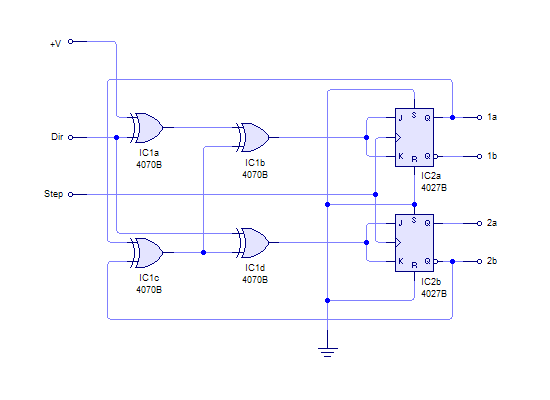 +V
Dir
Step
IC1a
4070B
IC1b
4070B
IC1c
4070B
IC1d
4070B
S
J Q
K Q
R
IC2a
4027B
S
J Q
K Q
R
IC2b
4027B
1a
1b
2a
2b